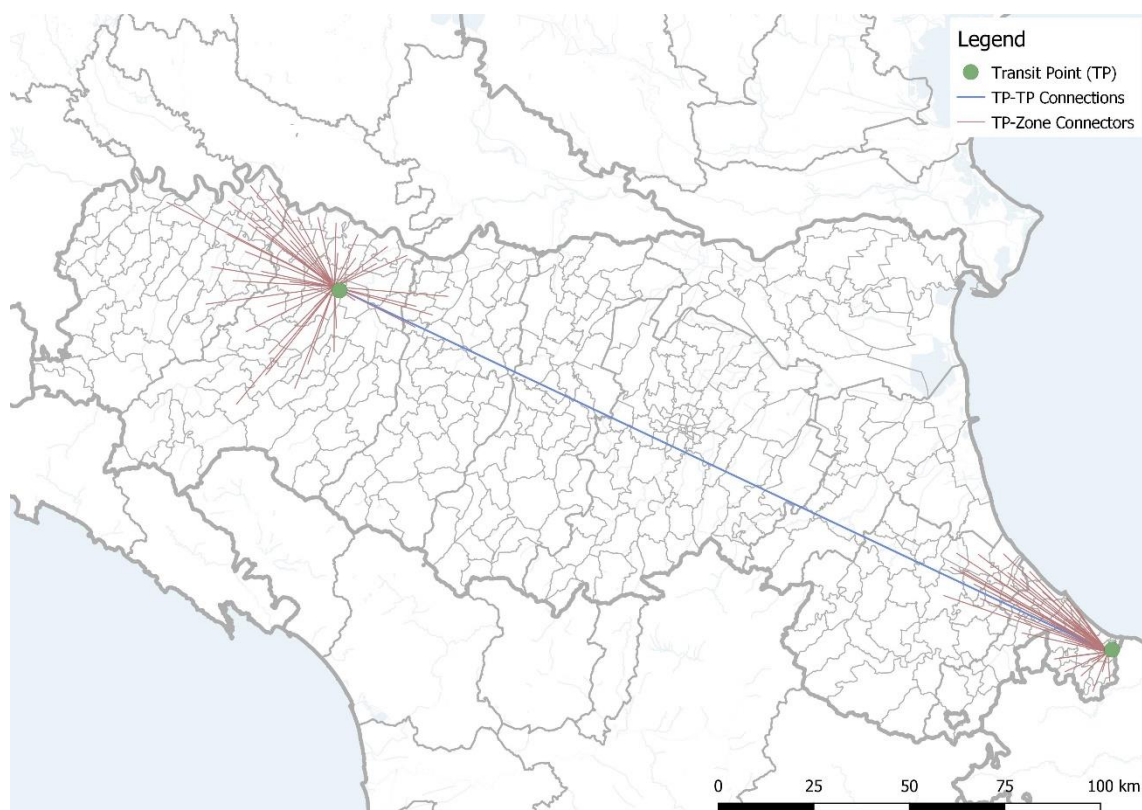 Legend
Transit Point (TP)
TP-TP Connections
TP-Zone Connectors
0 25 50 75 100 km